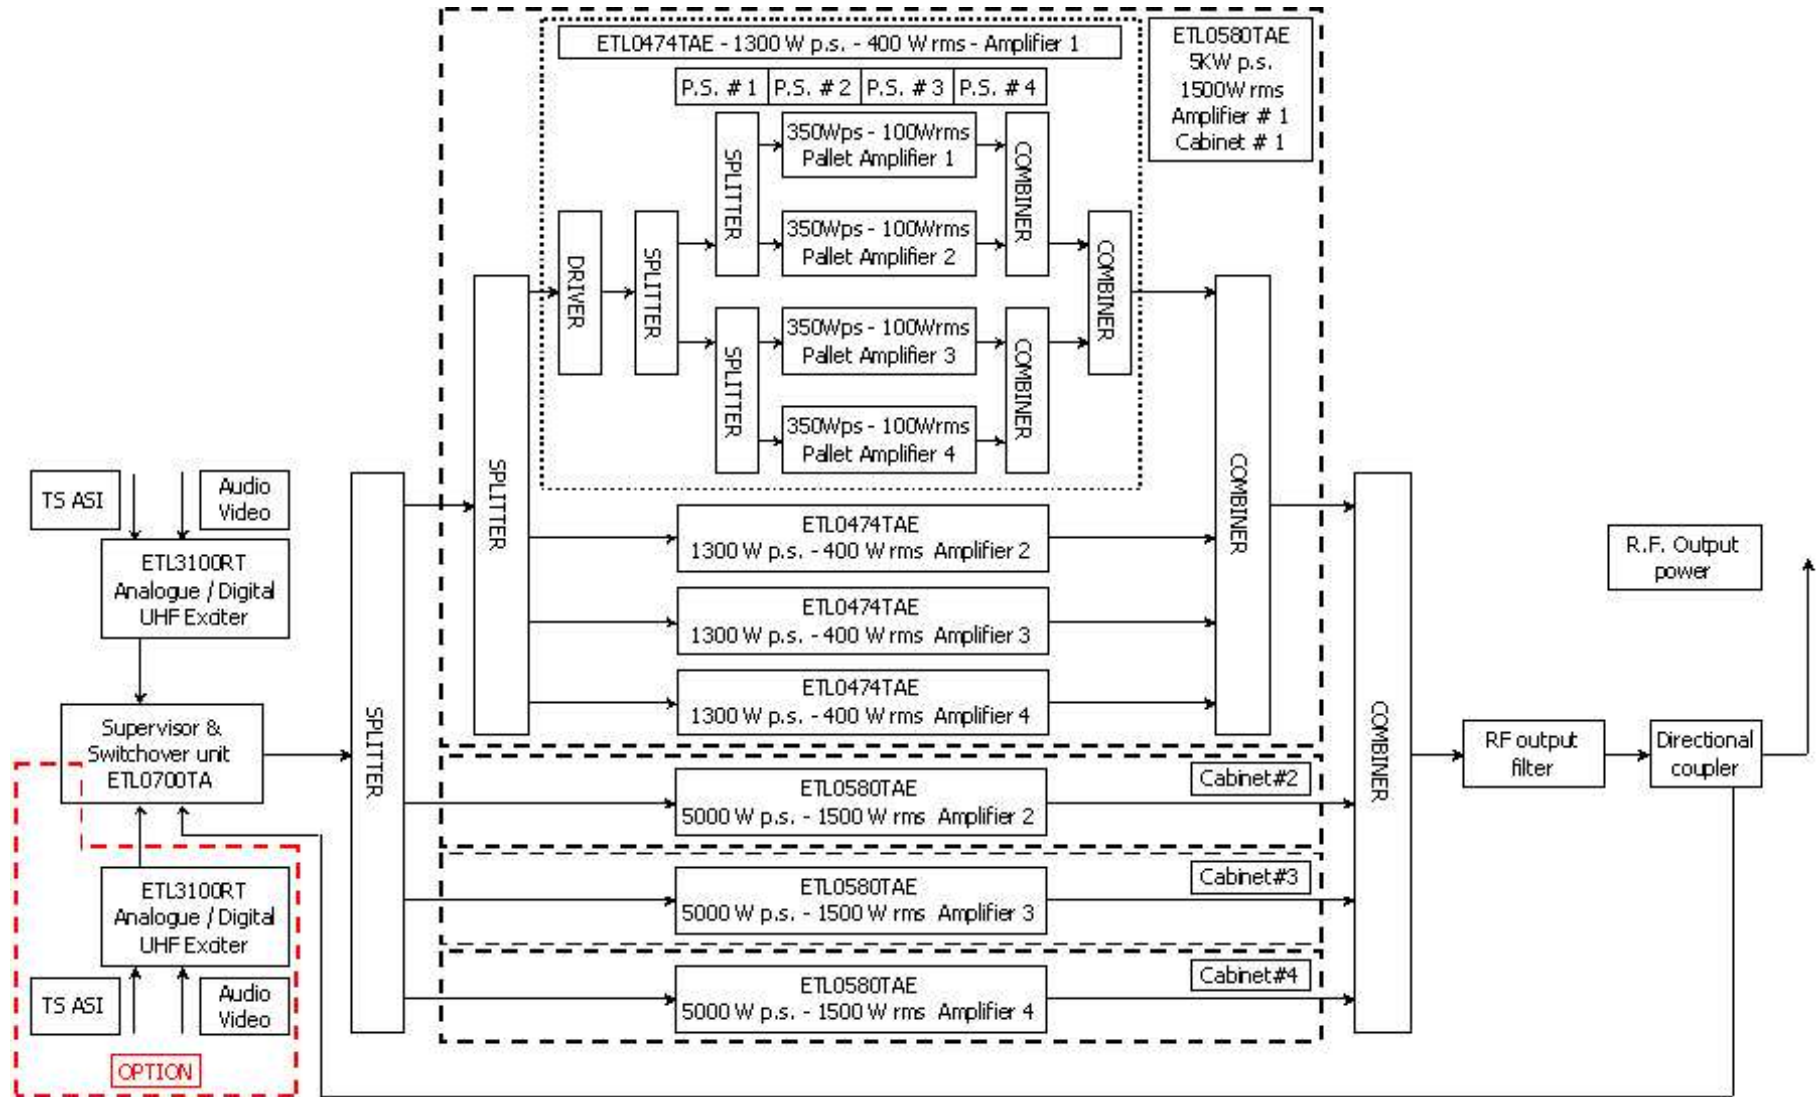 ETL0474TAE - 1300 W p.s. - 400 W rms - Amplifier 1
ETL0580TAE
5KW p.s.
1500W rms
Amplifier # 1
Cabinet # 1
P.S. # 1
P.S. # 2
P.S. # 3
P.S. # 4
DRIVER
SPLITTER
SPLITTER
350Wps - 100Wrms
Pallet Amplifier 1
350Wps - 100Wrms
Pallet Amplifier 2
COMBINER
SPLITTER
350Wps - 100Wrms
Pallet Amplifier 3
350Wps - 100Wrms
Pallet Amplifier 4
COMBINER
COMBINER
SPLITTER
ETL0474TAE
1300 W p.s. - 400 W rms Amplifier 2
ETL0474TAE
1300 W p.s. - 400 W rms Amplifier 3
ETL0474TAE
1300 W p.s. - 400 W rms Amplifier 4
COMBINER
TS ASI
Audio
Video
ETL3100RT
Analogue / Digital
UHF Exciter
Supervisor &
Switchover unit
ETL0700TA
ETL3100RT
Analogue / Digital
UHF Exciter
TS ASI
Audio
Video
OPTION
SPLITTER
Cabinet#2
ETL0580TAE
5000 W p.s. - 1500 W rms Amplifier 2
Cabinet#3
ETL0580TAE
5000 W p.s. - 1500 W rms Amplifier 3
Cabinet#4
ETL0580TAE
5000 W p.s. - 1500 W rms Amplifier 4
COMBINER
RF output
filter
Directional
coupler
R.F. Output
power